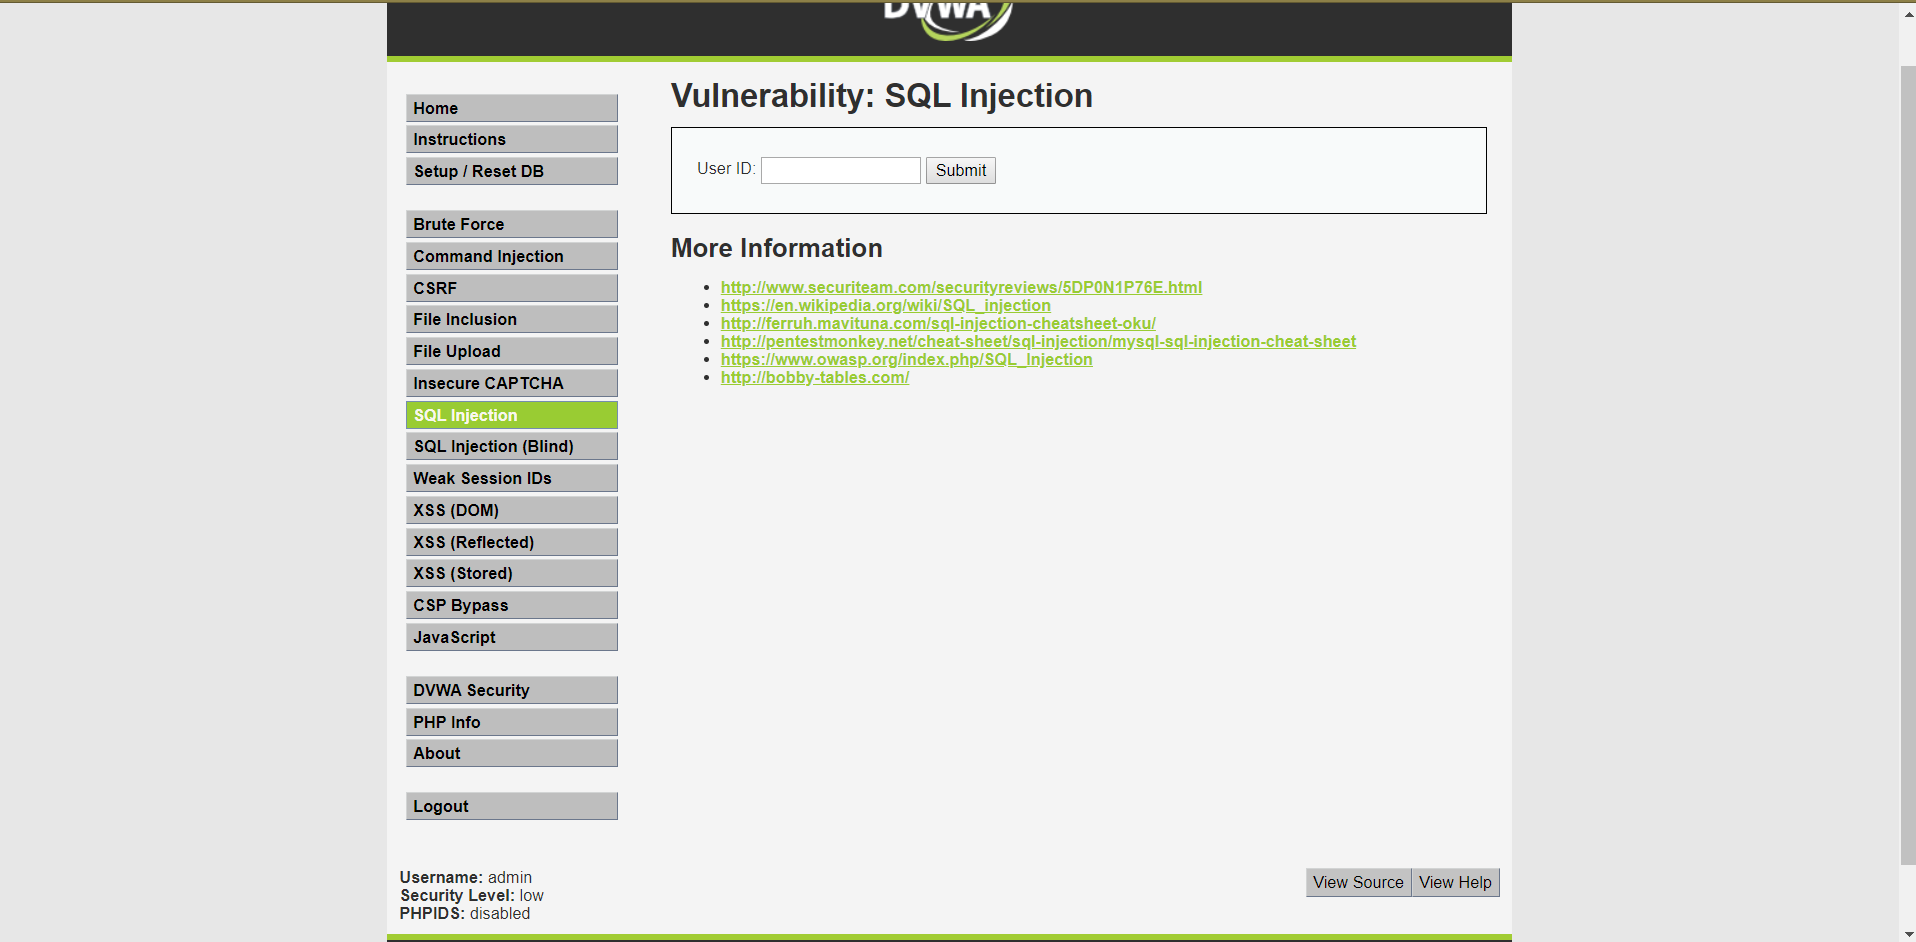 DVWA
Home
Instructions
Setup / Reset DB
Brute Force
Command Injection
CSRF
File Inclusion
File Upload
Insecure CAPTCHA
SQL Injection
SQL Injection (Blind)
Weak Session IDs
XSS (DOM)
XSS (Reflected)
XSS (Stored)
CSP Bypass
JavaScript
DVWA Security
PHP Info
About
Logout
Vulnerability: SQL Injection
User ID: Submit
More Information
http://www.securiteam.com/securityreviews/5DP0N1P76E.html
https://en.wikipedia.org/wiki/SQL_injection
http://ferruh.mavituna.com/sql-injection-cheatsheet-oku/
http://pentestmonkey.net/cheat-sheet/sql-injection/mysql-sql-injection-cheat-sheet
https://www.owasp.org/index.php/SQL_Injection
http://bobby-tables.com/
Username: admin
Security Level: low
PHPIDS: disabled
View Source View Help